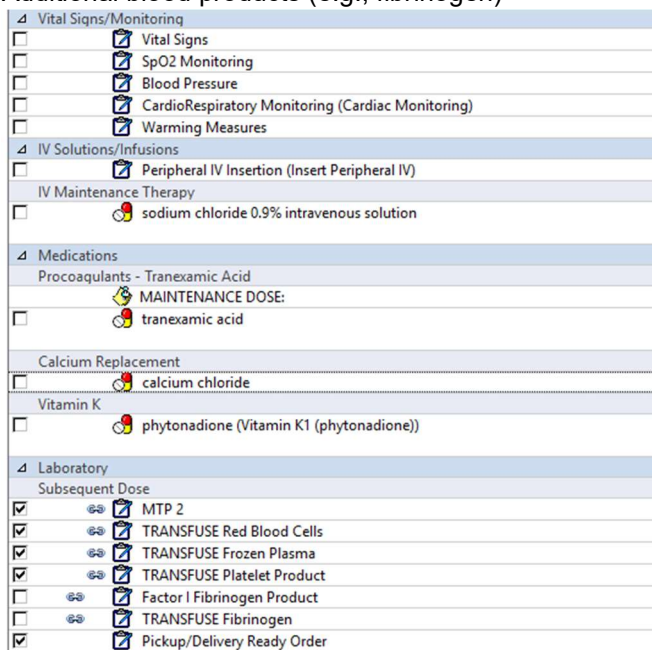 Additional blood products (e.g., fibrinogen)
Vital Signs/Monitoring
Vital Signs
SpO2 Monitoring
Blood Pressure
CardioRespiratory Monitoring (Cardiac Monitoring)
Warming Measures
IV Solutions/Infusions
Peripheral IV Insertion (Insert Peripheral IV)
IV Maintenance Therapy
sodium chloride 0.9% intravenous solution
Medications
Procoagulants - Tranexamic Acid
MAINTENANCE DOSE:
tranexamic acid
Calcium Replacement
calcium chloride
Vitamin K
phytonadione (Vitamin K1 (phytonadione))
Laboratory
Subsequent Dose
MTP 2
TRANSFUSE Red Blood Cells
TRANSFUSE Frozen Plasma
TRANSFUSE Platelet Product
Factor I Fibrinogen Product
TRANSFUSE Fibrinogen
Pickup/Delivery Ready Order